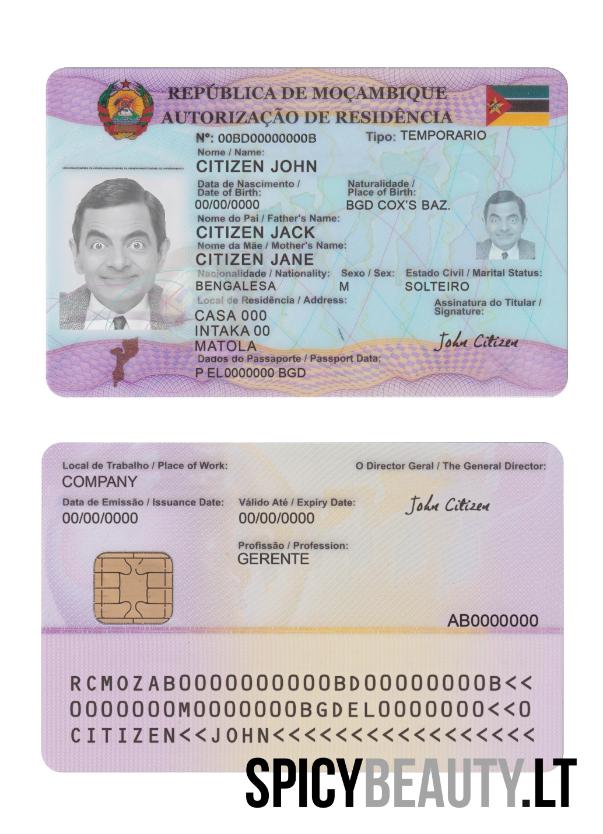 REPÚBLICA DE MOÇAMBIQUE
AUTORIZAÇÃO DE RESIDÊNCIA
Nº: 00BD00000000B Tipo: TEMPORARIO
Nome / Name:
CITIZEN JOHN
Data de Nascimento / Date of Birth: Naturalidade / Place of Birth:
00/00/0000 BGD COX'S BAZ.
Nome do Pai / Father's Name:
CITIZEN JACK
Nome da Mãe / Mother's Name:
CITIZEN JANE
Nacionalidade / Nationality: Sexo / Sex: Estado Civil / Marital Status:
BENGALESA M SOLTEIRO
Local de Residência / Address: Assinatura do Titular / Signature:
CASA 000
INTAKA 00
MATOLA John Citizen
Dados do Passaporte / Passport Data:
P EL0000000 BGD
Local de Trabalho / Place of Work: O Director Geral / The General Director:
COMPANY
Data de Emissão / Issuance Date: Válido Até / Expiry Date: John Citizen
00/00/0000 00/00/0000
Profissão / Profession:
GERENTE
AB0000000
RCMOZAB0000000000BD00000000B<<
0000000M0000000BGDEL0000000<<0
CITIZEN<<JOHN<<<<<<<<<<<<<<<<<
SPICYBEAUTY.LT